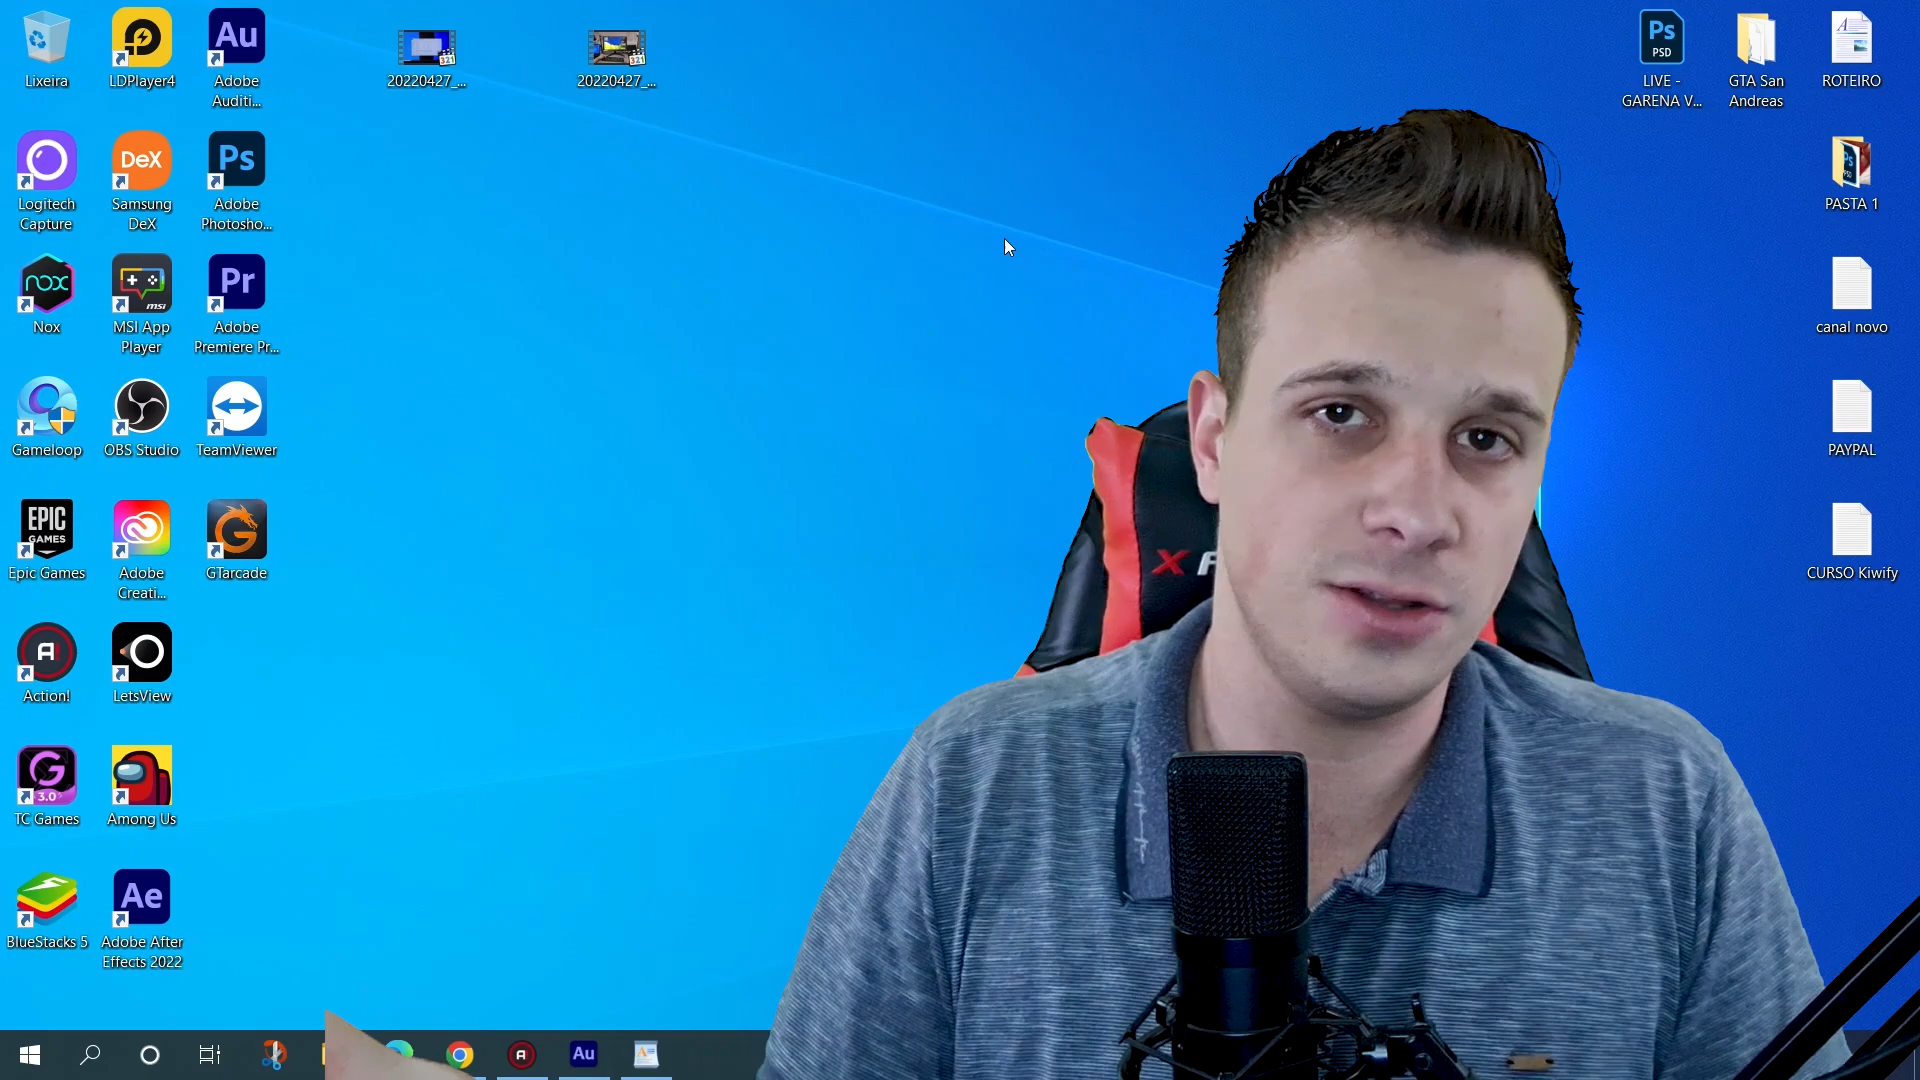 Lixeira
LDPlayer4
Au
Adobe
Auditi...
321
20220427_...
321
20220427_...
Ps
PSD
LIVE -
GARENA V...
GTA San
Andreas
A
ROTEIRO
Logitech
Capture
DeX
Samsung
DeX
Ps
Adobe
Photosho...
PASTA 1
nox
Nox
msi
MSI App
Player
Pr
Adobe
Premiere Pr...
canal novo
Gameloop
OBS Studio
TeamViewer
PAYPAL
EPIC
GAMES
Epic Games
Adobe
Creati...
GTarcade
CURSO Kiwify
X
A
Action!
LetsView
G
3.0
TC Games
Among Us
BlueStacks 5
Ae
Adobe After
Effects 2022
A
Au